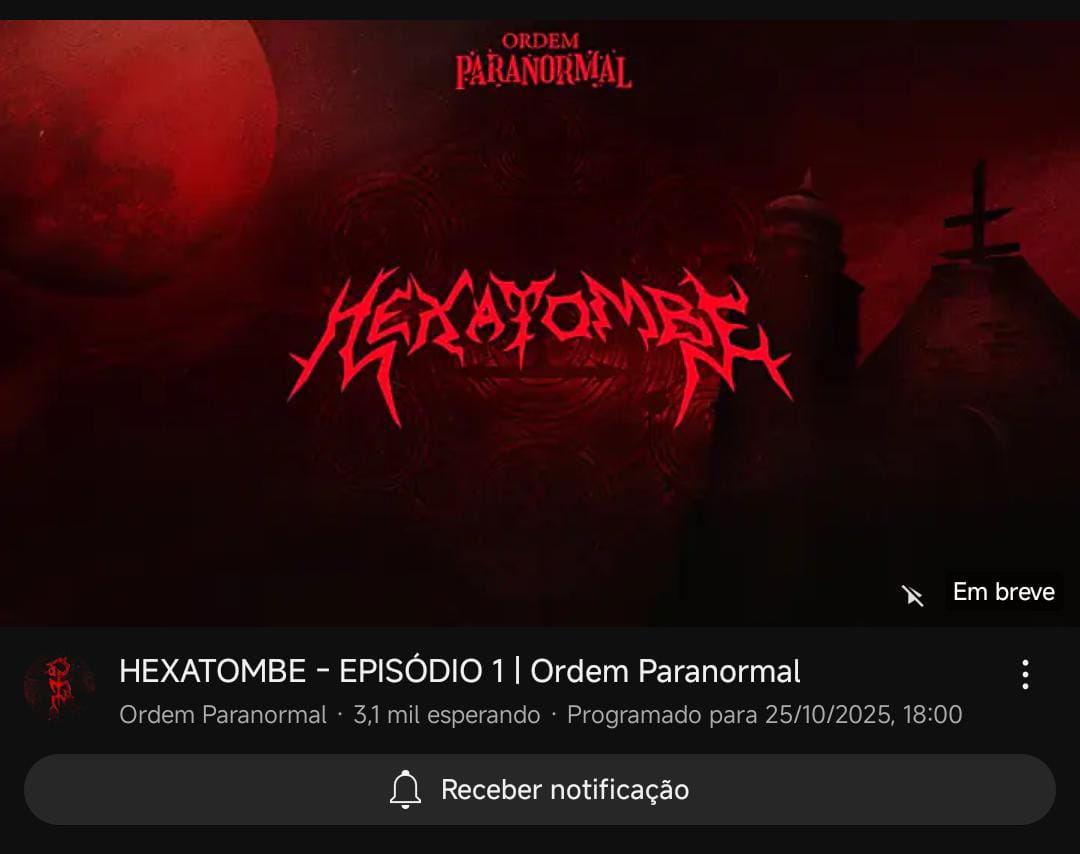 ORDEM
PARANORMAL
HEXATOMBE
Em breve
HEXATOMBE - EPISÓDIO 1 | Ordem Paranormal
Ordem Paranormal · 3,1 mil esperando · Programado para 25/10/2025, 18:00
Receber notificação